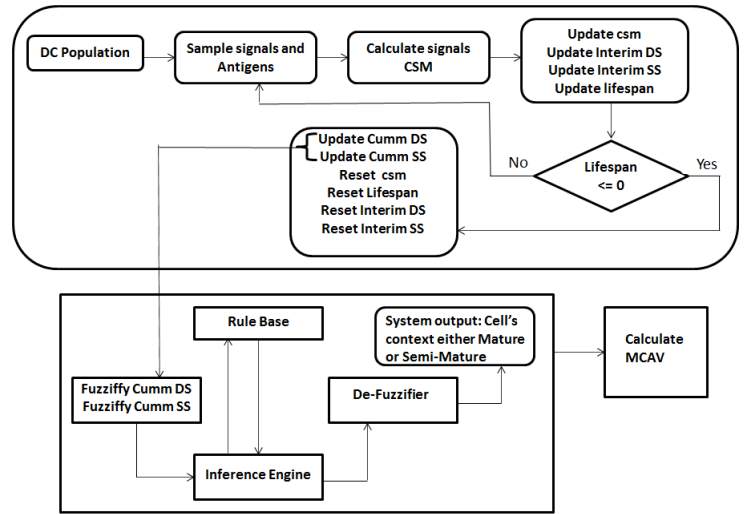 DC Population
Sample signals and
Antigens
Calculate signals
CSM
Update csm
Update Interim DS
Update Interim SS
Update lifespan
Lifespan
<= 0
No
Yes
Update Cumm DS
Update Cumm SS
Reset csm
Reset Lifespan
Reset Interim DS
Reset Interim SS
Rule Base
System output: Cell's
context either Mature
or Semi-Mature
Calculate
MCAV
Fuzziffy Cumm DS
Fuzziffy Cumm SS
De-Fuzzifier
Inference Engine